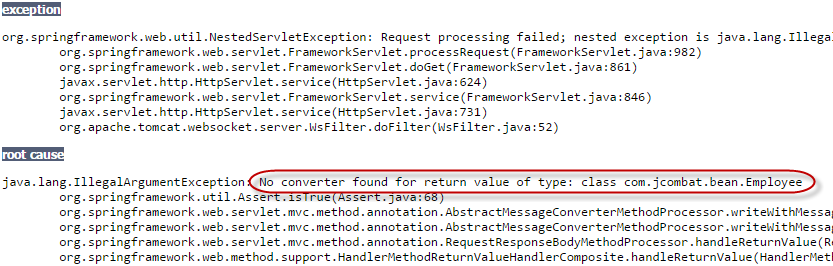 exception
org.springframework.web.util.NestedServletException: Request processing failed; nested exception is java.lang.Illega
org.springframework.web.servlet.FrameworkServlet.processRequest(FrameworkServlet.java:982)
org.springframework.web.servlet.FrameworkServlet.doGet(FrameworkServlet.java:861)
javax.servlet.http.HttpServlet.service(HttpServlet.java:624)
org.springframework.web.servlet.FrameworkServlet.service(FrameworkServlet.java:846)
javax.servlet.http.HttpServlet.service(HttpServlet.java:731)
org.apache.tomcat.websocket.server.WsFilter.doFilter(WsFilter.java:52)
root cause
java.lang.IllegalArgumentException: No converter found for return value of type: class com.jcombat.bean.Employee
org.springframework.util.Assert.isTrue(Assert.java:68)
org.springframework.web.servlet.mvc.method.annotation.AbstractMessageConverterMethodProcessor.writeWithMessa
org.springframework.web.servlet.mvc.method.annotation.AbstractMessageConverterMethodProcessor.writeWithMessa
org.springframework.web.servlet.mvc.method.annotation.RequestResponseBodyMethodProcessor.handleReturnValue(Re
org.springframework.web.method.support.HandlerMethodReturnValueHandlerComposite.handleReturnValue(HandlerMeth